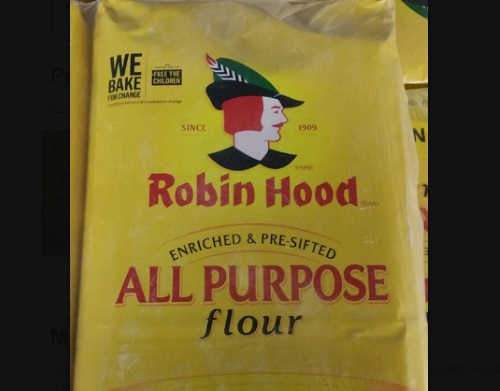 WE
BAKE
FOR CHANGE
FREE THE
CHILDREN
SINCE 1909
Robin Hood
ENRICHED & PRE-SIFTED
ALL PURPOSE
flour